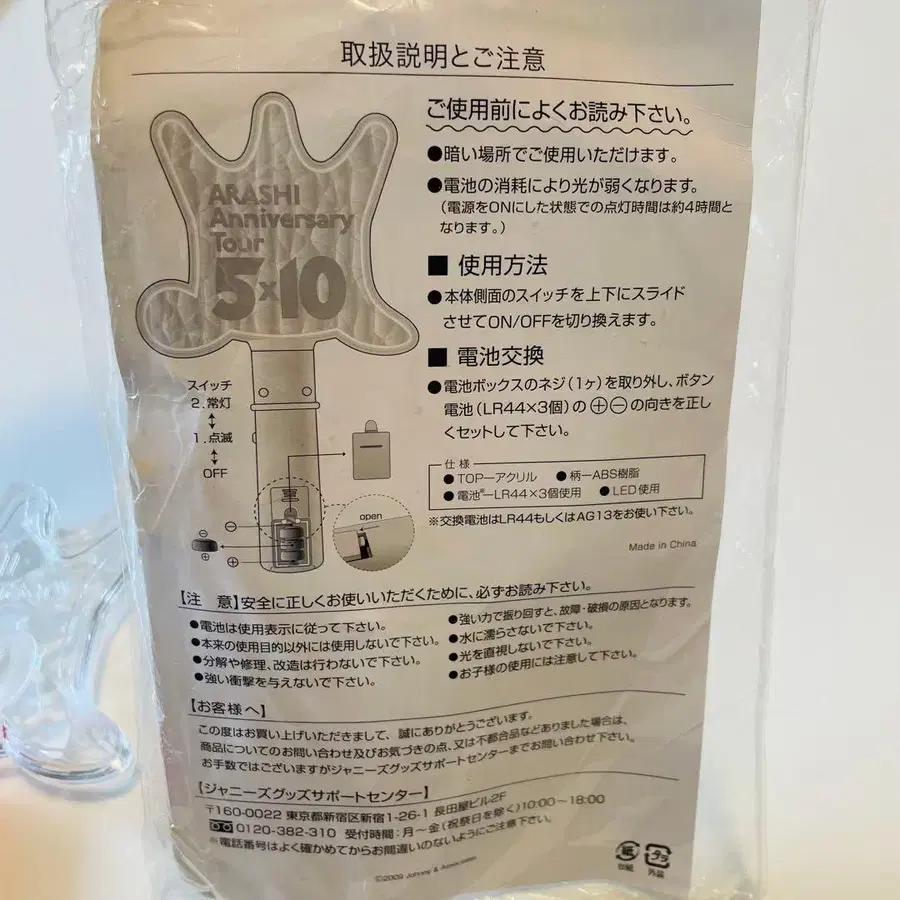 取扱説明とご注意
ARASHI
Anniversary
Tour
5×10
ご使用前によくお読み下さい。
●暗い場所でご使用いただけます。
●電池の消耗により光が弱くなります。
(電源をONにした状態での点灯時間は約4時間と
なります。)
■ 使用方法
●本体側面のスイッチを上下にスライド
させてON/OFFを切り換えます。
■ 電池交換
●電池ボックスのネジ(1ヶ)を取り外し、ボタン
電池(LR44×3個)の⊕⊖の向きを正し
くセットして下さい。
スイッチ
2.常灯
1.点滅
OFF
open
⊖
⊕
⊖
⊕
仕様
●TOPーアクリル ●柄ーABS樹脂
●電池※ーLR44×3個使用 ●LED使用
※交換電池はLR44もしくはAG13をお使い下さい。
Made in China
【注 意】安全に正しくお使いいただくために、必ずお読み下さい。
●電池は使用表示に従って下さい。
●本来の使用目的以外には使用しないで下さい。
●分解や修理、改造は行わないで下さい。
●強い衝撃を与えないで下さい。
●強い力で振り回すと、故障・破損の原因となります。
●水に濡らさないで下さい。
●光を直視しないで下さい。
●お子様の使用には注意して下さい。
【お客様へ】
この度はお買い上げいただきまして、誠にありがとうございます。
商品についてのお問い合わせ及びお気づきの点、又は不都合品などありました場合は、
お手数ではございますがジャニーズグッズサポートセンターまでお問い合わせ下さい。
【ジャニーズグッズサポートセンター】
〒160-0022 東京都新宿区新宿1-26-1 長田屋ビル2F
0120-382-310 受付時間:月〜金(祝祭日を除く)10:00〜18:00
※電話番号はよく確かめてからお間違いのないようにご注意下さい。
©2009 Johnny & Associates
紙
台紙
プラ
外装